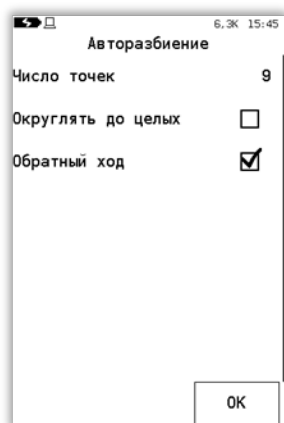 6,3K 15:45
Авторазбиение
Число точек 9
Округлять до целых
Обратный ход
OK